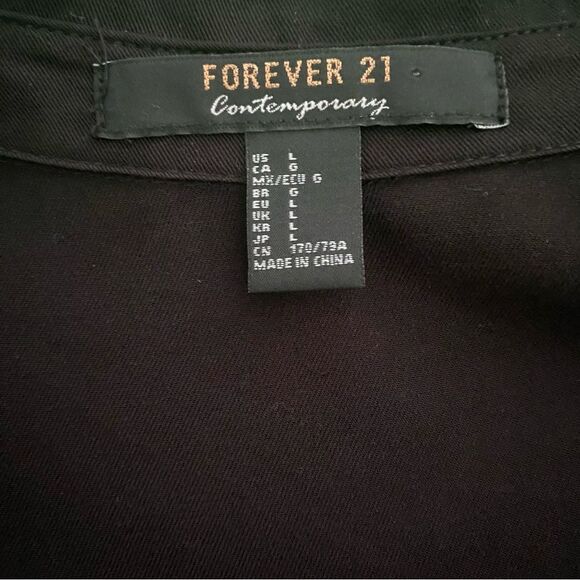 FOREVER 21
Contemporary
US L
CA G
MX/ECU G
BR G
EU L
UK L
KR L
JP L
CN 170/79A
MADE IN CHINA